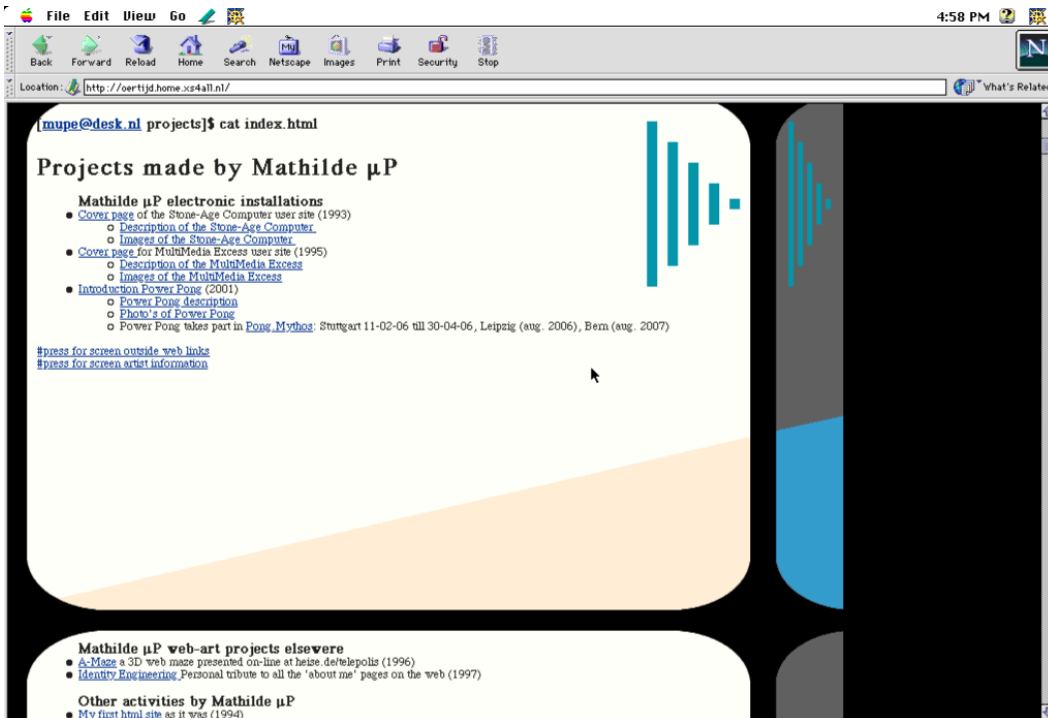 File Edit View Go 4:58 PM
Back Forward Reload Home Search Netscape Images Print Security Stop
My
N
Location: http://oertijd.home.xs4all.nl/ What's Relate
[mupe@desk.nl projects]$ cat index.html
Projects made by Mathilde µP
Mathilde µP electronic installations
Cover page of the Stone-Age Computer user site (1993)
Description of the Stone-Age Computer
Images of the Stone-Age Computer
Cover page for MultiMedia Excess user site (1995)
Description of the MultiMedia Excess
Images of the MultiMedia Excess
Introduction Power Pong (2001)
Power Pong description
Photo's of Power Pong
Power Pong takes part in Pong Mythos: Stuttgart 11-02-06 till 30-04-06, Leipzig (aug. 2006), Bern (aug. 2007)
#press for screen outside web links
#press for screen artist information
Mathilde µP web-art projects elsewere
A-Maze a 3D web maze presented on-line at heise.de/telepolis (1996)
Identity Engineering Personal tribute to all the 'about me' pages on the web (1997)
Other activities by Mathilde µP
My first html site as it was (1994)